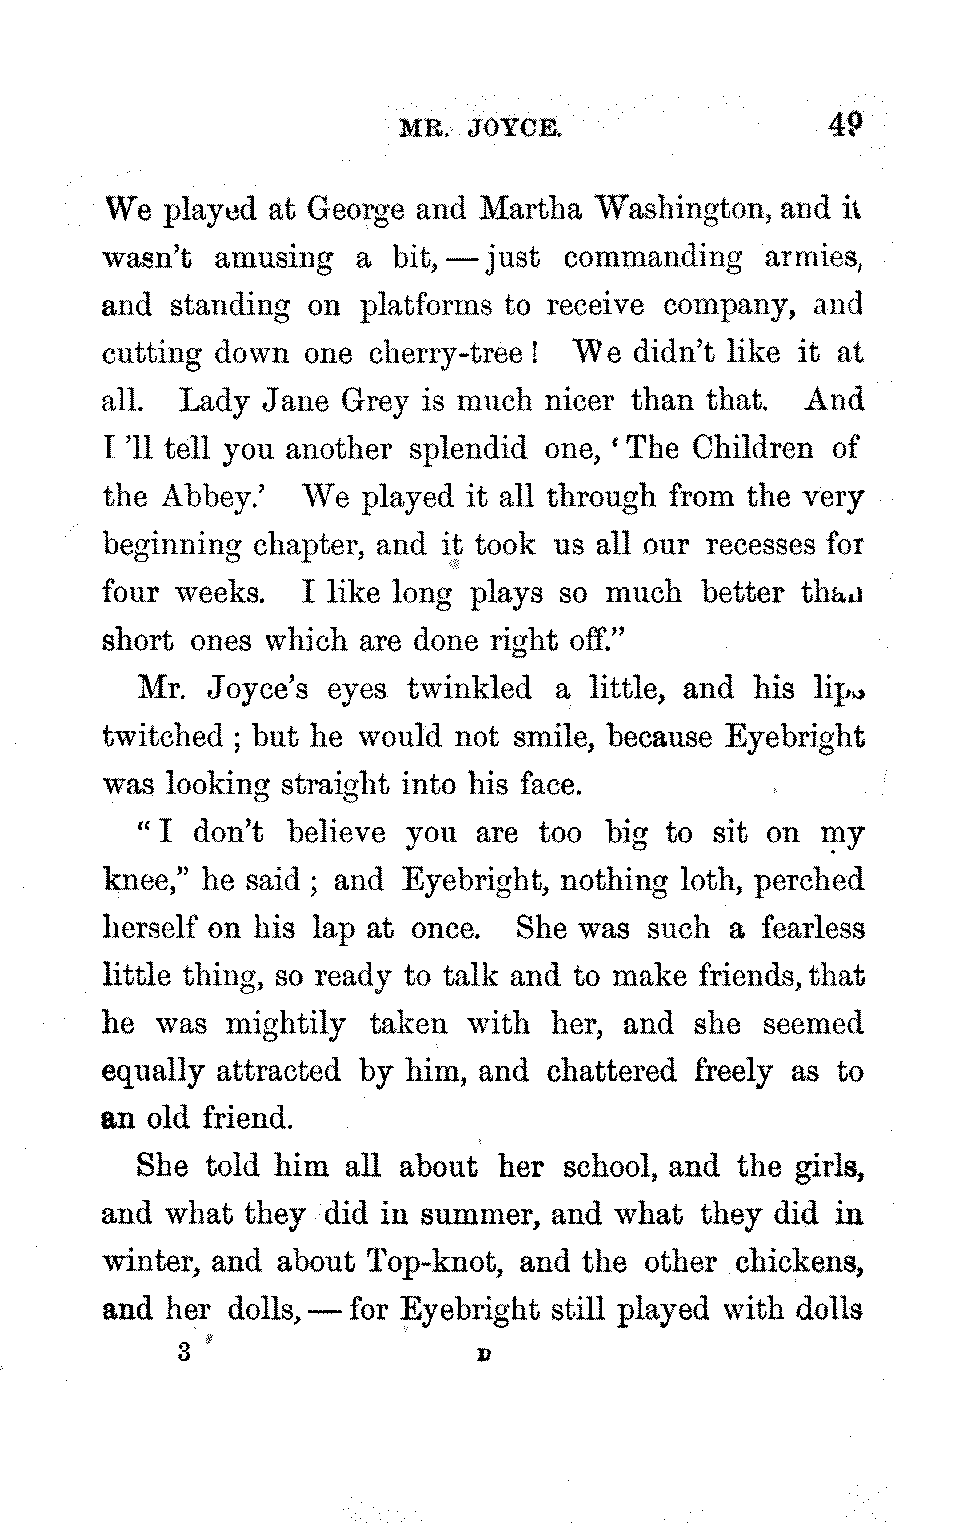 MR. JOYCE. 49
We played at George and Martha Washington, and it
wasn't amusing a bit, — just commanding armies,
and standing on platforms to receive company, and
cutting down one cherry-tree! We didn't like it at
all. Lady Jane Grey is much nicer than that. And
I'll tell you another splendid one, ‘The Children of
the Abbey.’ We played it all through from the very
beginning chapter, and it took us all our recesses for
four weeks. I like long plays so much better than
short ones which are done right off.”
Mr. Joyce's eyes twinkled a little, and his lips
twitched; but he would not smile, because Eyebright
was looking straight into his face.
“I don't believe you are too big to sit on my
knee,” he said; and Eyebright, nothing loth, perched
herself on his lap at once. She was such a fearless
little thing, so ready to talk and to make friends, that
he was mightily taken with her, and she seemed
equally attracted by him, and chattered freely as to
an old friend.
She told him all about her school, and the girls,
and what they did in summer, and what they did in
winter, and about Top-knot, and the other chickens,
and her dolls, — for Eyebright still played with dolls
3 D